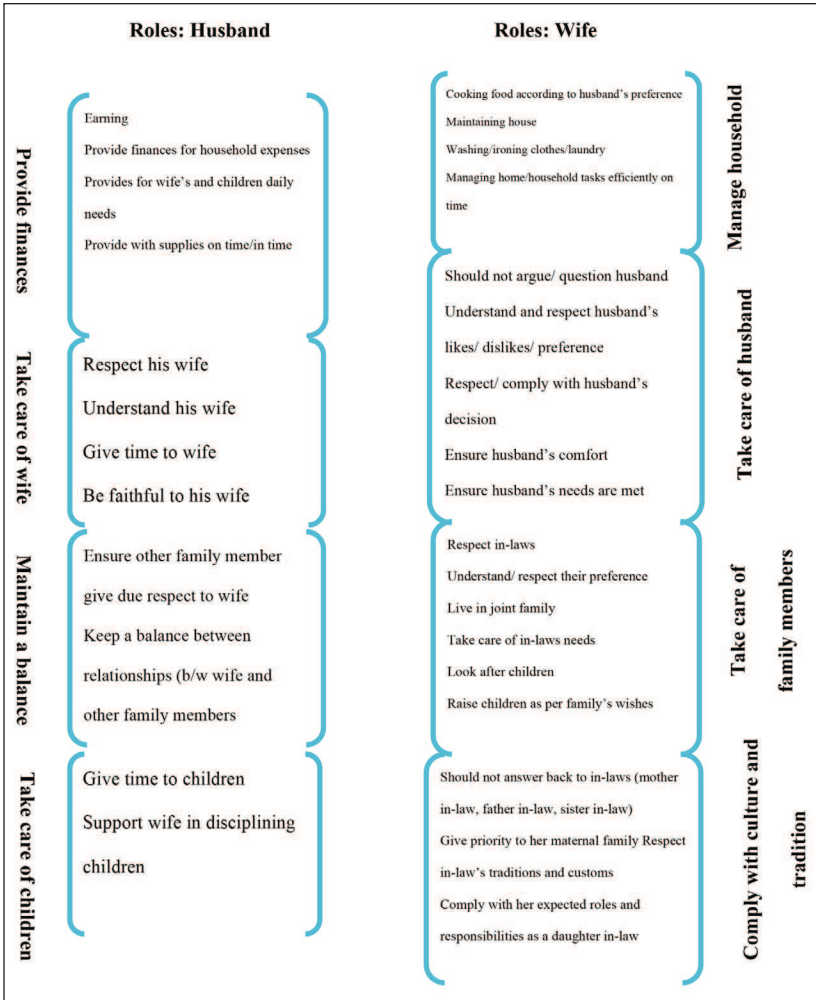 Roles: Husband
Roles: Wife
Provide finances
Earning
Provide finances for household expenses
Provides for wife's and children daily
needs
Provide with supplies on time/in time
Take care of wife
Respect his wife
Understand his wife
Give time to wife
Be faithful to his wife
Maintain a balance
Ensure other family member
give due respect to wife
Keep a balance between
relationships (b/w wife and
other family members
Take care of children
Give time to children
Support wife in disciplining
children
Cooking food according to husband's preference
Maintaining house
Washing/ironing clothes/laundry
Managing home/household tasks efficiently on
time
Manage household
Should not argue/ question husband
Understand and respect husband's
likes/ dislikes/ preference
Respect/ comply with husband's
decision
Ensure husband's comfort
Ensure husband's needs are met
Take care of husband
Respect in-laws
Understand/ respect their preference
Live in joint family
Take care of in-laws needs
Look after children
Raise children as per family's wishes
Take care of
family members
Should not answer back to in-laws (mother
in-law, father in-law, sister in-law)
Give priority to her maternal family Respect
in-law's traditions and customs
Comply with her expected roles and
responsibilities as a daughter in-law
Comply with culture and
tradition